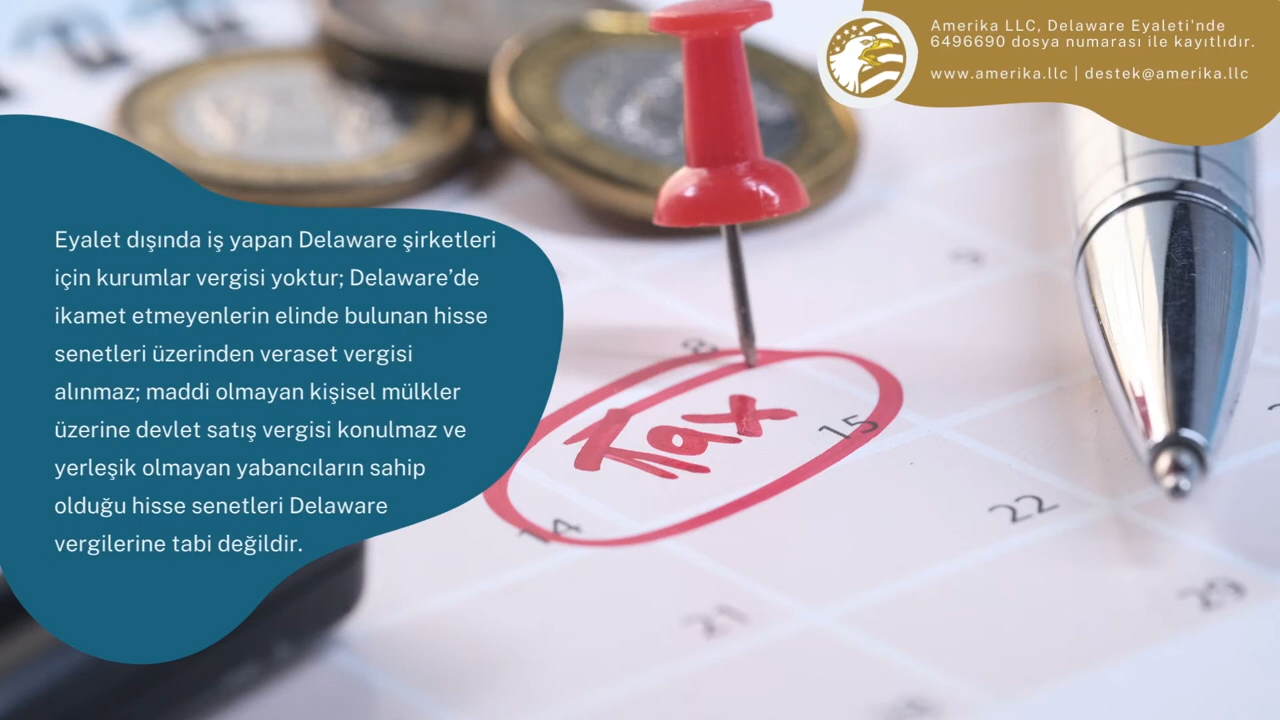 Amerika LLC, Delaware Eyaleti'nde
6496690 dosya numarası ile kayıtlıdır.
www.amerika.llc | destek@amerika.llc
Eyalet dışında iş yapan Delaware şirketleri
için kurumlar vergisi yoktur; Delaware’de
ikamet etmeyenlerin elinde bulunan hisse
senetleri üzerinden veraset vergisi
alınmaz; maddi olmayan kişisel mülkler
üzerine devlet satış vergisi konulmaz ve
yerleşik olmayan yabancıların sahip
olduğu hisse senetleri Delaware
vergilerine tabi değildir.
8
Tax
15
14
22
21
29